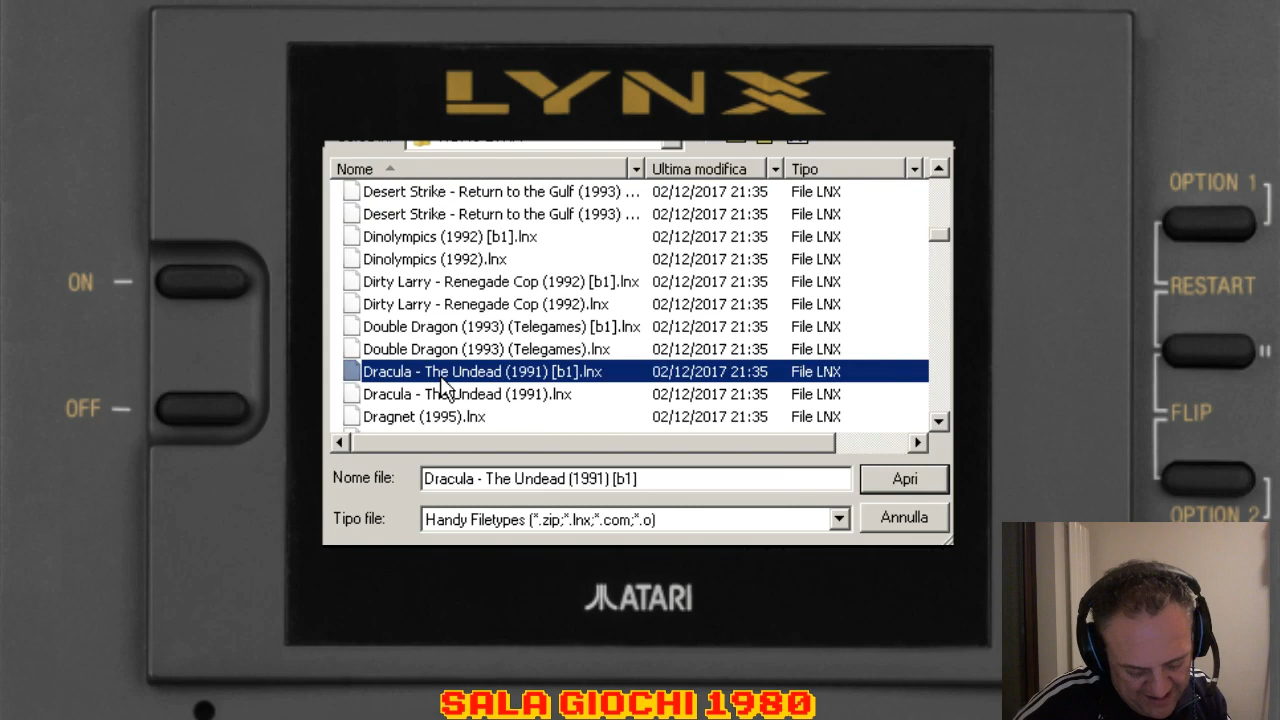 LYNX
Nome Ultima modifica Tipo
Desert Strike - Return to the Gulf (1993) ... 02/12/2017 21:35 File LNX
Desert Strike - Return to the Gulf (1993) ... 02/12/2017 21:35 File LNX
Dinolympics (1992) [b1].lnx 02/12/2017 21:35 File LNX
Dinolympics (1992).lnx 02/12/2017 21:35 File LNX
Dirty Larry - Renegade Cop (1992) [b1].lnx 02/12/2017 21:35 File LNX
Dirty Larry - Renegade Cop (1992).lnx 02/12/2017 21:35 File LNX
Double Dragon (1993) (Telegames) [b1].lnx 02/12/2017 21:35 File LNX
Double Dragon (1993) (Telegames).lnx 02/12/2017 21:35 File LNX
Dracula - The Undead (1991) [b1].lnx 02/12/2017 21:35 File LNX
Dracula - The Undead (1991).lnx 02/12/2017 21:35 File LNX
Dragnet (1995).lnx 02/12/2017 21:35 File LNX
Nome file: Dracula - The Undead (1991) [b1] Apri
Tipo file: Handy Filetypes (*.zip;*.lnx;*.com;*.o) Annulla
ON
OFF
OPTION 1
RESTART
FLIP
OPTION 2
ATARI
SALA GIOCHI 1980